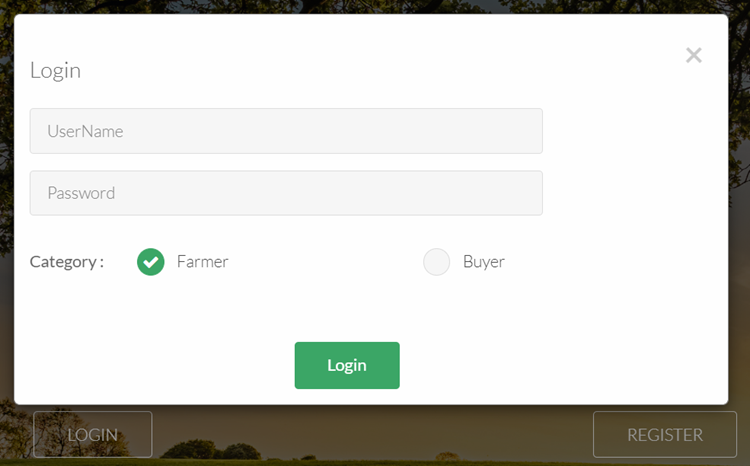 Login
UserName
Password
Category : Farmer Buyer
Login
LOGIN REGISTER